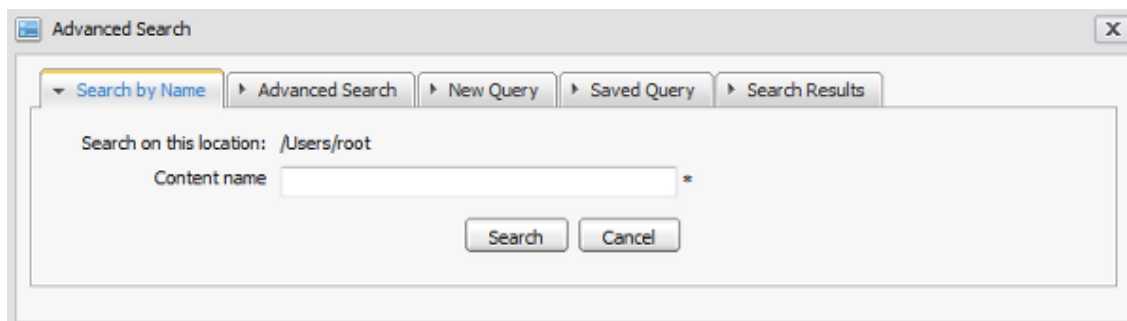 Advanced Search
Search by Name Advanced Search New Query Saved Query Search Results
Search on this location: /Users/root
Content name *
Search Cancel